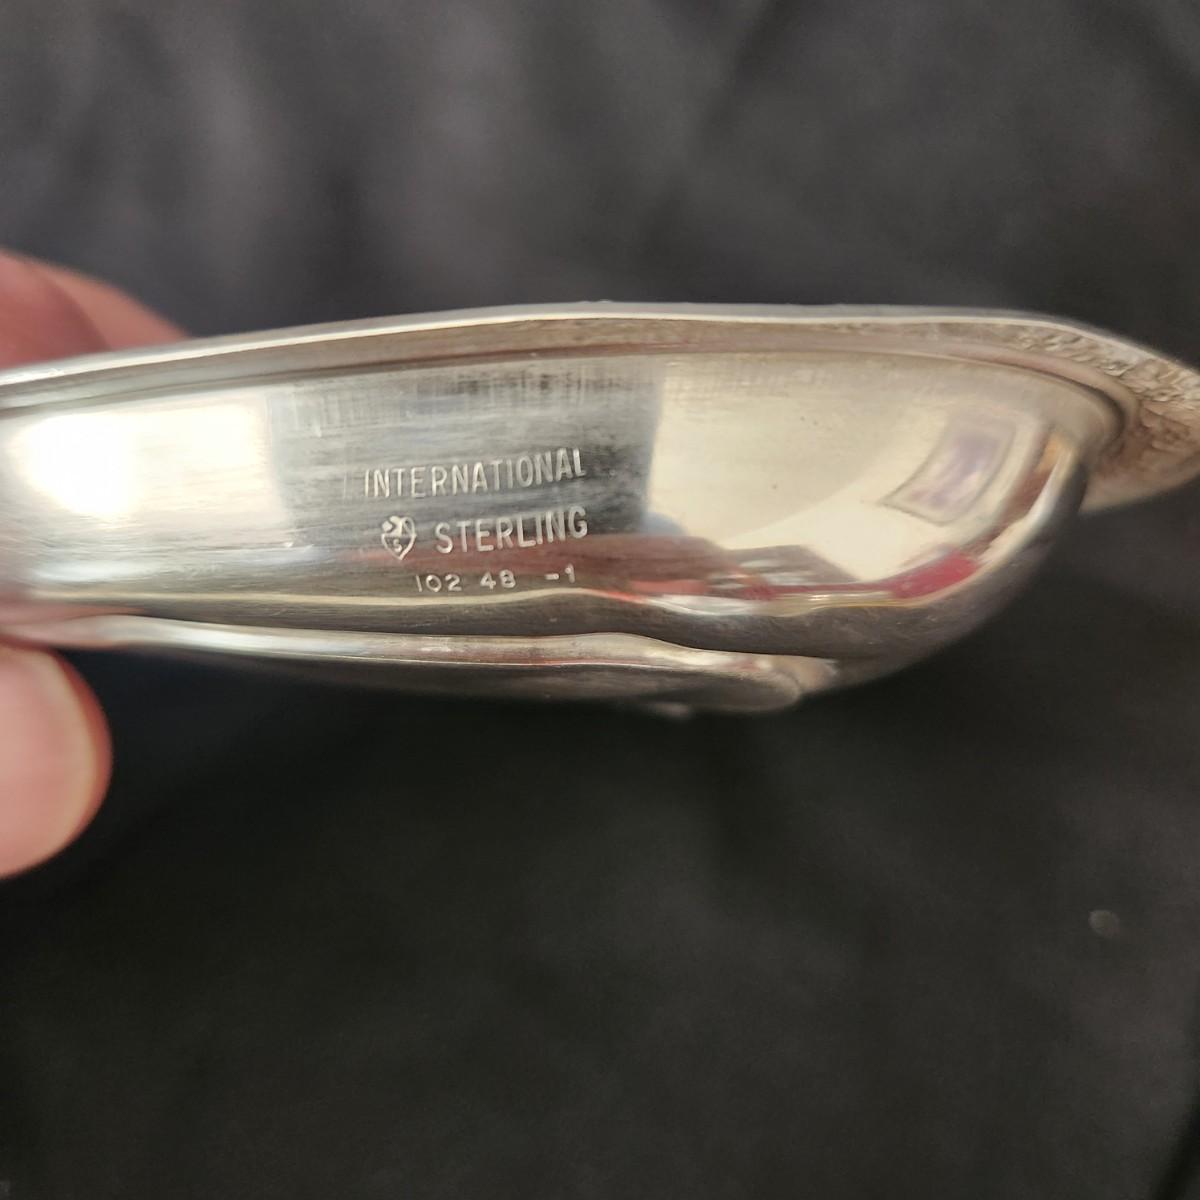 INTERNATIONAL
S STERLING
102 48 -1